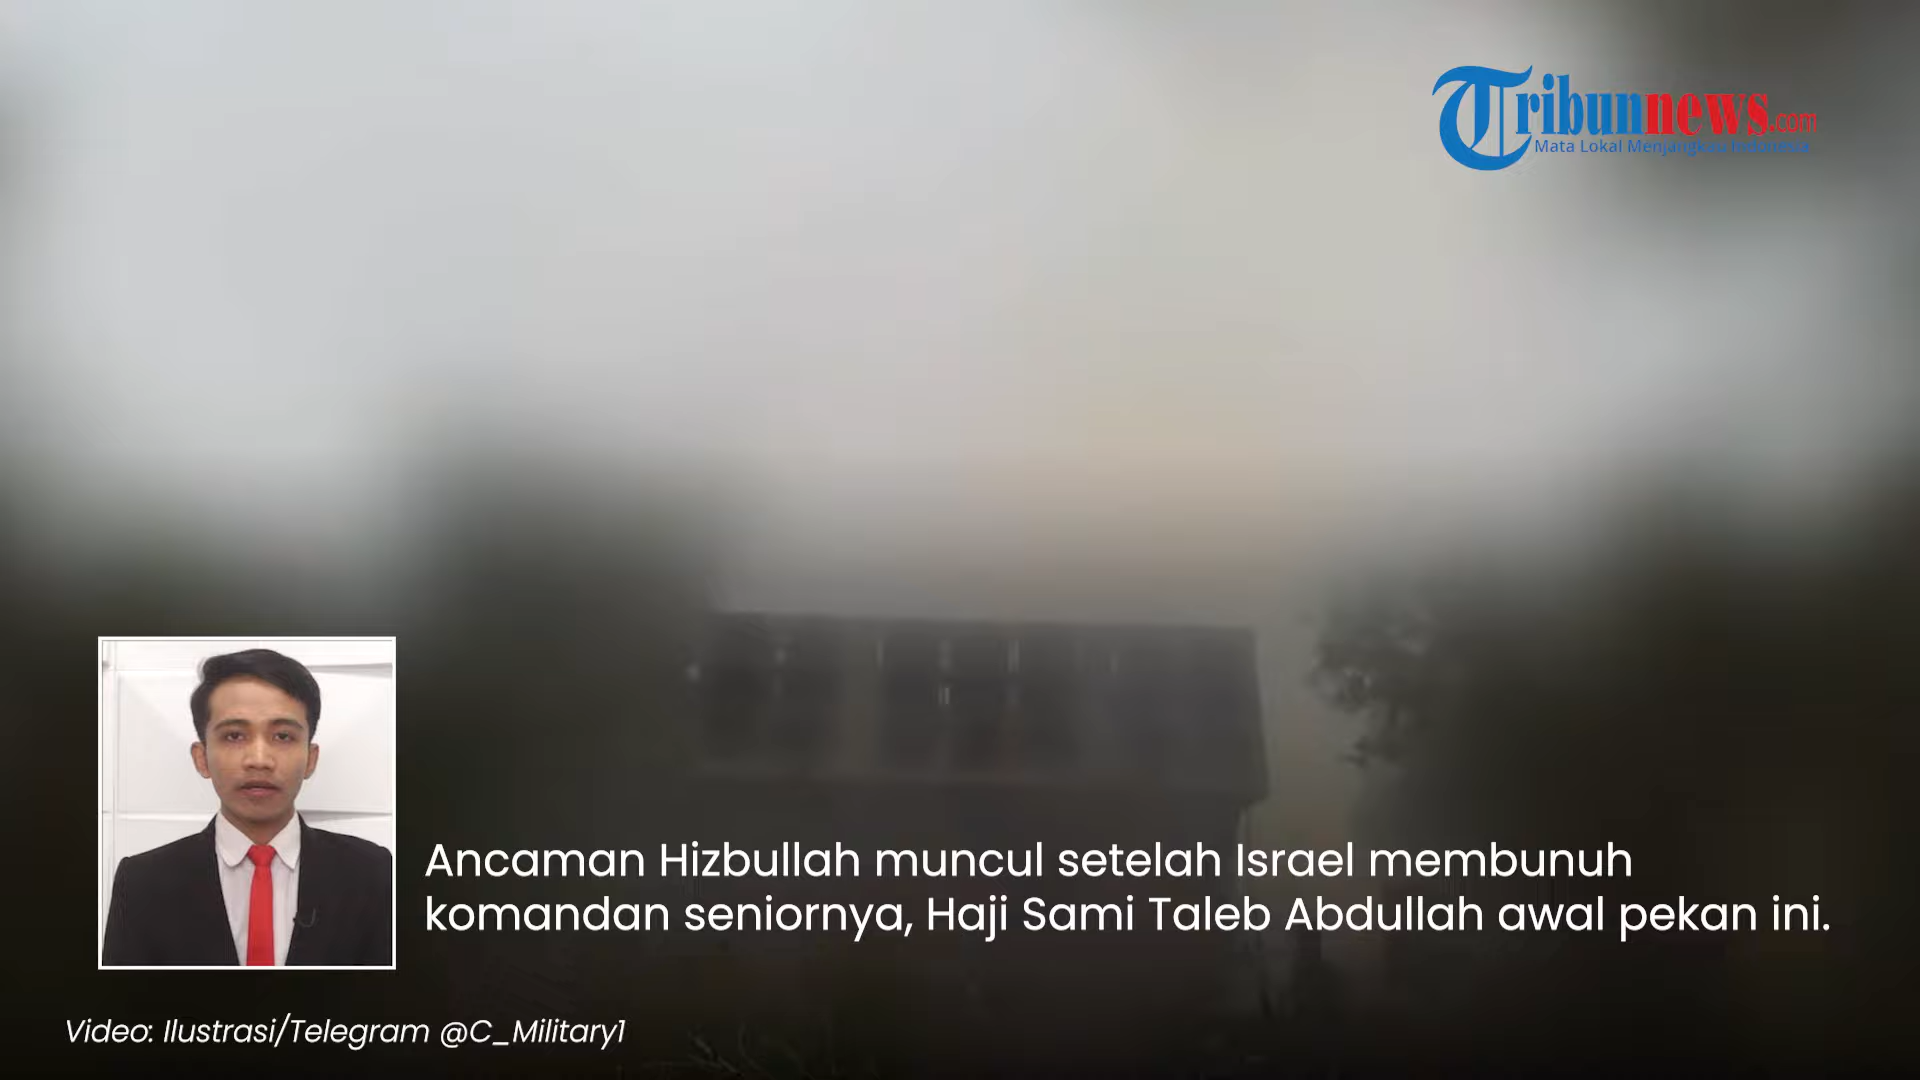 Tribunnews.com
Mata Lokal Menjangkau Indonesia
Ancaman Hizbullah muncul setelah Israel membunuh
komandan seniornya, Haji Sami Taleb Abdullah awal pekan ini.
Video: Ilustrasi/Telegram @C_Military1